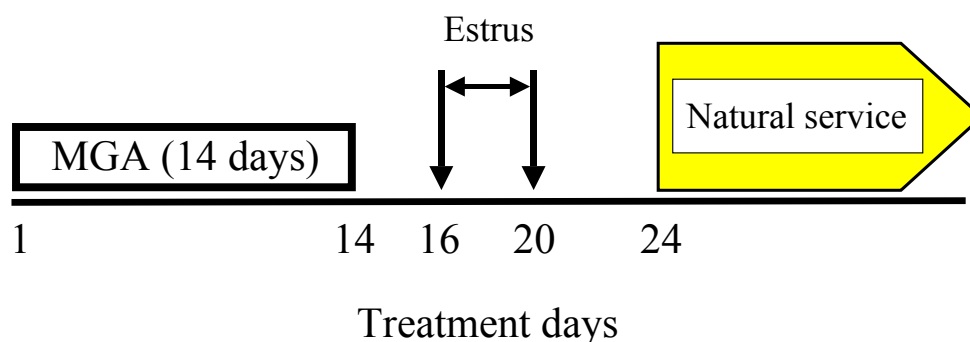 Estrus
Natural service
MGA (14 days)
1 14 16 20 24
Treatment days